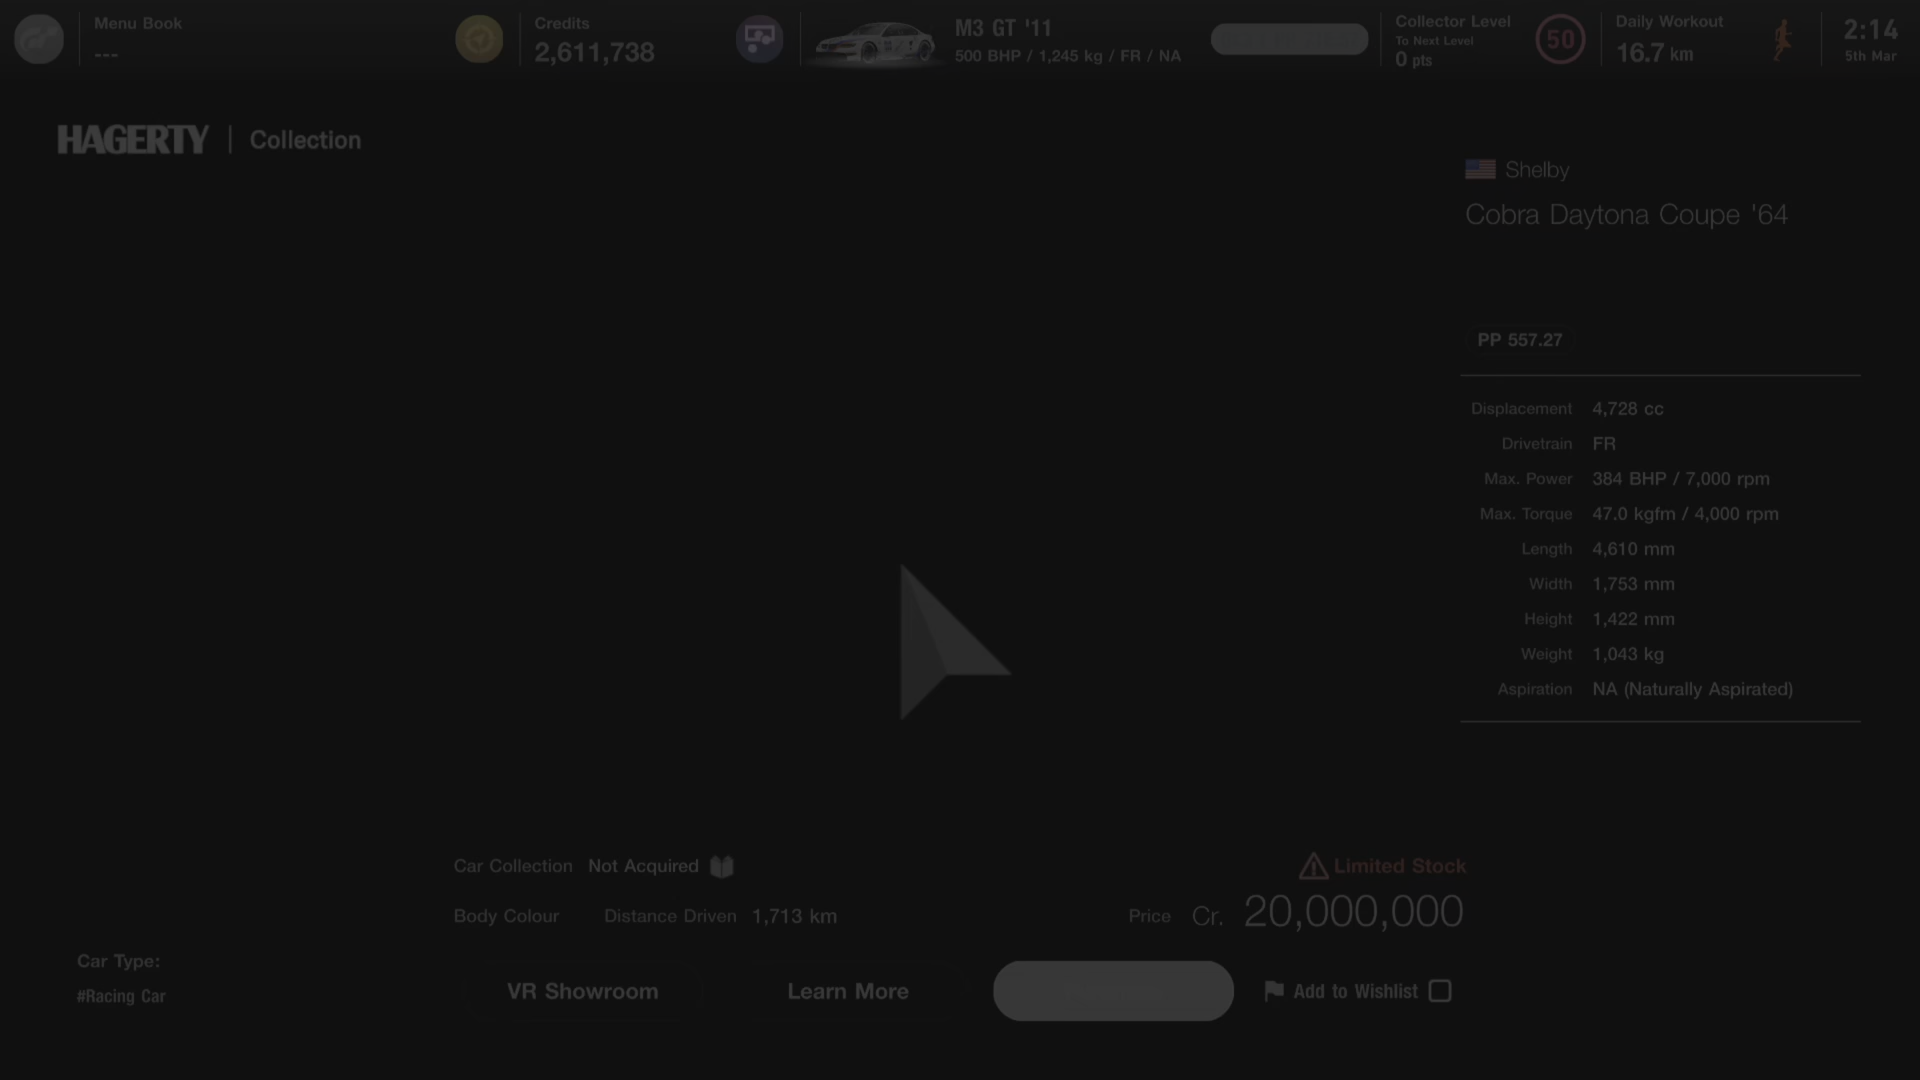 Menu Book
---
Credits
2,611,738
M3 GT '11
500 BHP / 1,245 kg / FR / NA
Collector Level
To Next Level
0 pts
50
Daily Workout
16.7 km
2:14
5th Mar
HAGERTY | Collection
Shelby
Cobra Daytona Coupe '64
PP 557.27
Displacement 4,728 cc
Drivetrain FR
Max. Power 384 BHP / 7,000 rpm
Max. Torque 47.0 kgfm / 4,000 rpm
Length 4,610 mm
Width 1,753 mm
Height 1,422 mm
Weight 1,043 kg
Aspiration NA (Naturally Aspirated)
Car Collection Not Acquired
Limited Stock
Body Colour Distance Driven 1,713 km
Price Cr. 20,000,000
Car Type:
#Racing Car
VR Showroom
Learn More
Add to Wishlist